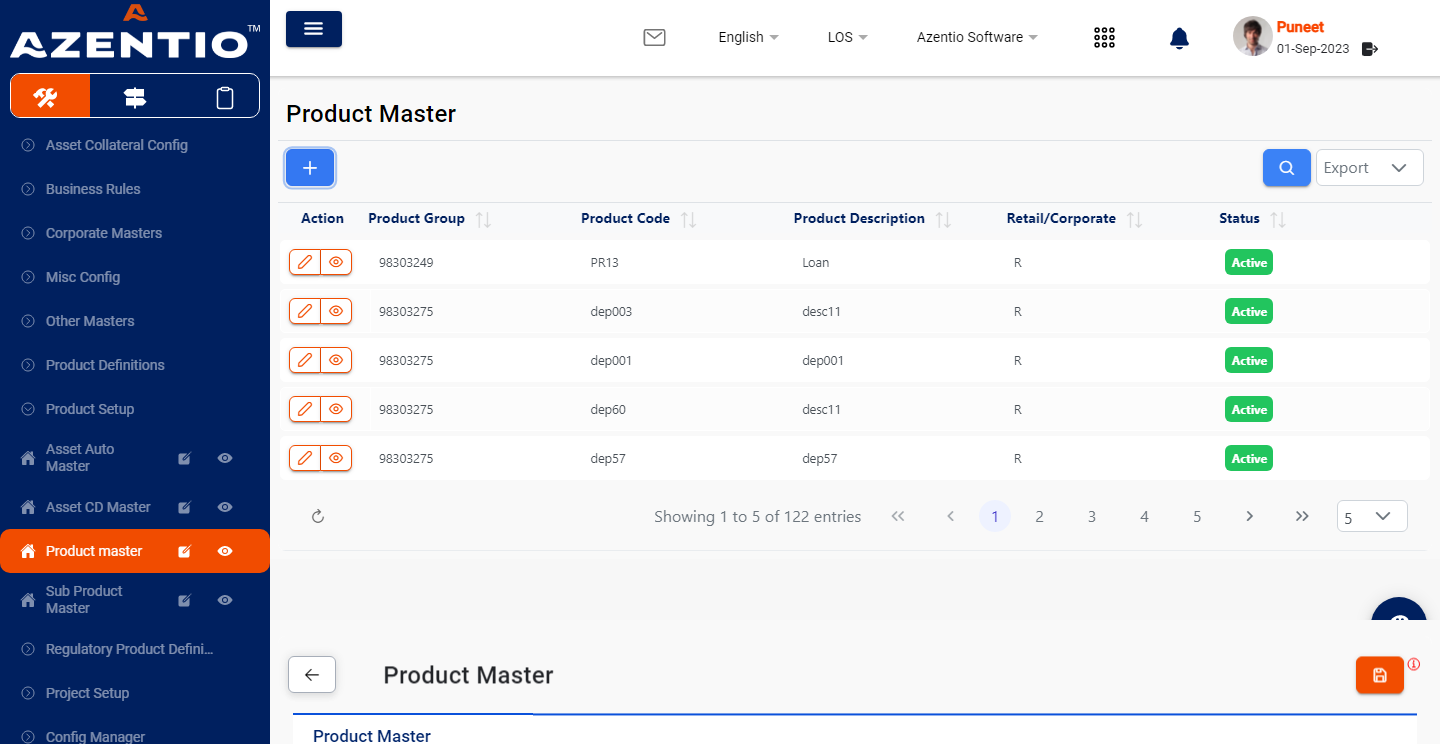 AZENTIO™
English
LOS
Azentio Software
Puneet
01-Sep-2023
Asset Collateral Config
Business Rules
Corporate Masters
Misc Config
Other Masters
Product Definitions
Product Setup
Asset Auto
Master
Asset CD Master
Product master
Sub Product
Master
Regulatory Product Defini...
Project Setup
Config Manager
Product Master
Export
Action Product Group Product Code Product Description Retail/Corporate Status
98303249 PR13 Loan R Active
98303275 dep003 desc11 R Active
98303275 dep001 dep001 R Active
98303275 dep60 desc11 R Active
98303275 dep57 dep57 R Active
Showing 1 to 5 of 122 entries 1 2 3 4 5 5
Product Master
Product Master